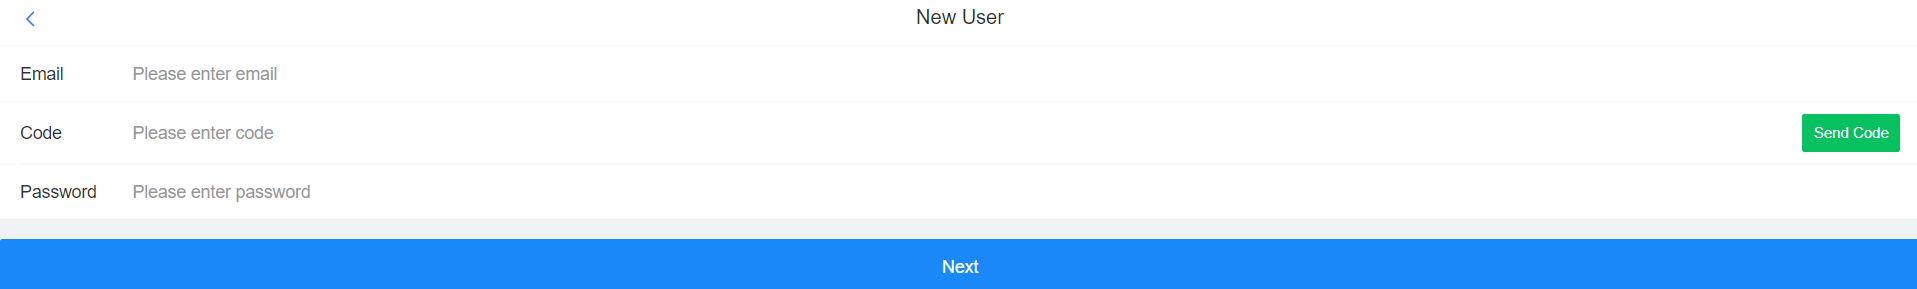 New User
Email Please enter email
Code Please enter code Send Code
Password Please enter password
Next